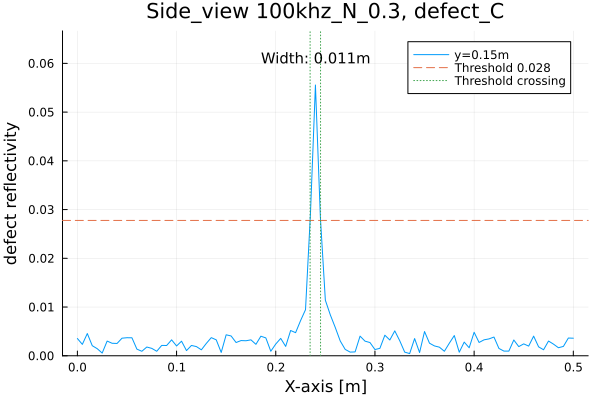 Side_view 100khz_N_0.3, defect_C
Width: 0.011m
y=0.15m
Threshold 0.028
Threshold crossing
defect reflectivity
0.06
0.05
0.04
0.03
0.02
0.01
0.00
0.0 0.1 0.2 0.3 0.4 0.5
X-axis [m]